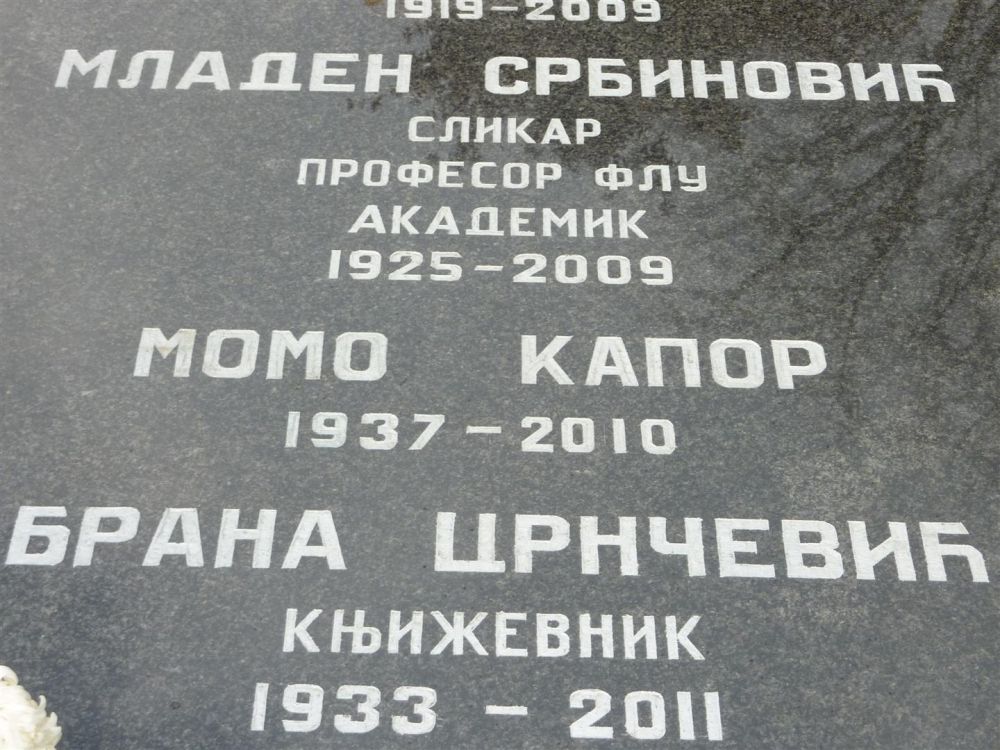 1919-2009
МЛАДЕН СРБИНОВИЋ
СЛИКАР
ПРОФЕСОР ФЛУ
АКАДЕМИК
1925-2009
МОМО КАПОР
1937-2010
БРАНА ЦРНЧЕВИЋ
КЊИЖЕВНИК
1933-2011